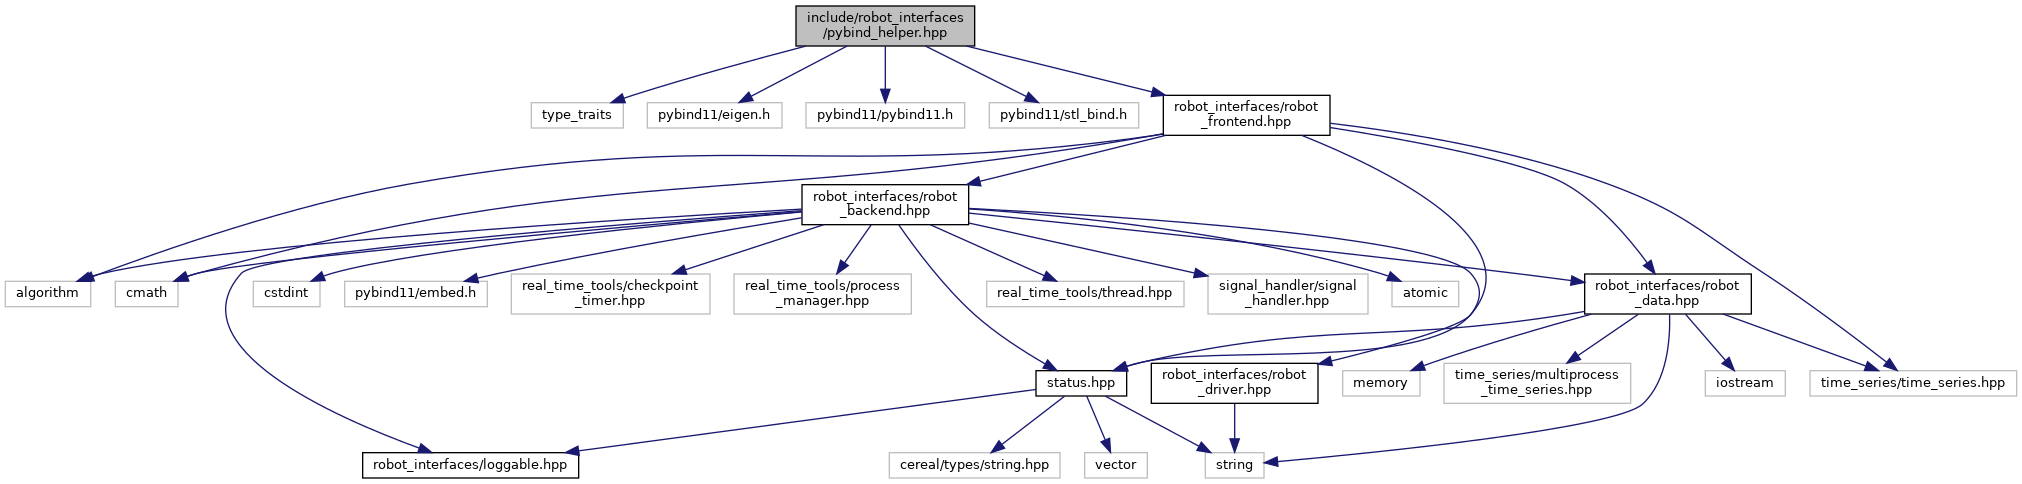 include/robot_interfaces
/pybind_helper.hpp
type_traits
pybind11/eigen.h
pybind11/pybind11.h
pybind11/stl_bind.h
robot_interfaces/robot
_frontend.hpp
robot_interfaces/robot
_backend.hpp
algorithm
cmath
cstdint
pybind11/embed.h
real_time_tools/checkpoint
_timer.hpp
real_time_tools/process
_manager.hpp
real_time_tools/thread.hpp
signal_handler/signal
_handler.hpp
atomic
robot_interfaces/robot
_data.hpp
status.hpp
robot_interfaces/robot
_driver.hpp
memory
time_series/multiprocess
_time_series.hpp
iostream
time_series/time_series.hpp
robot_interfaces/loggable.hpp
cereal/types/string.hpp
vector
string